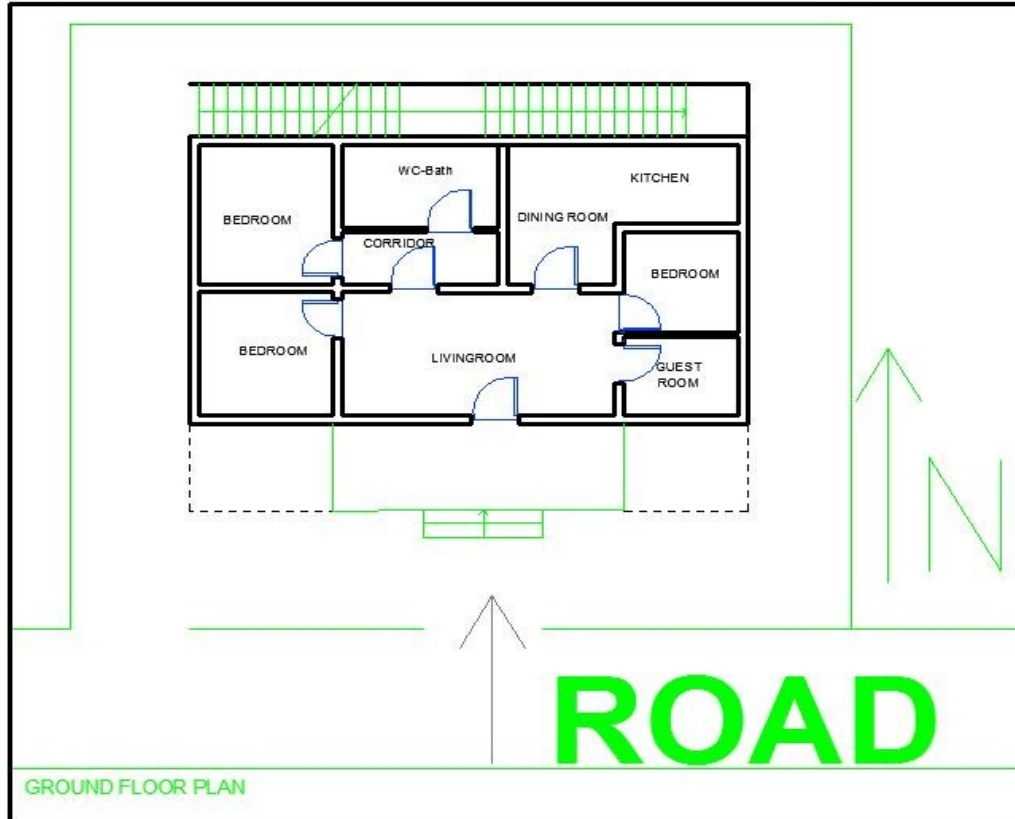 WC-Bath
KITCHEN
BEDROOM
DINING ROOM
CORRIDOR
BEDROOM
BEDROOM
LIVINGROOM
GUEST
ROOM
N
ROAD
GROUND FLOOR PLAN